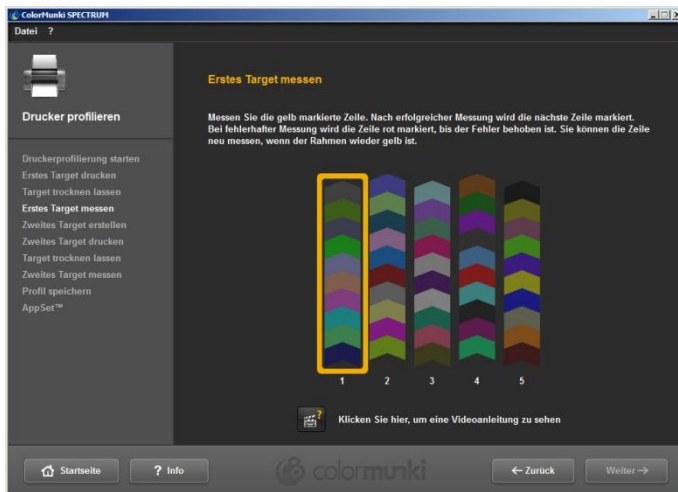 ColorMunki SPECTRUM
Datei ?
Drucker profilieren
Druckerprofilierung starten
Erstes Target drucken
Target trocknen lassen
Erstes Target messen
Zweites Target erstellen
Zweites Target drucken
Target trocknen lassen
Zweites Target messen
Profil speichern
AppSet™
Erstes Target messen
Messen Sie die gelb markierte Zeile. Nach erfolgreicher Messung wird die nächste Zeile markiert.
Bei fehlerhafter Messung wird die Zeile rot markiert, bis der Fehler behoben ist. Sie können die Zeile
neu messen, wenn der Rahmen wieder gelb ist.
1 2 3 4 5
?
Klicken Sie hier, um eine Videoanleitung zu sehen
Startseite
? Info
colormunki
← Zurück
Weiter →